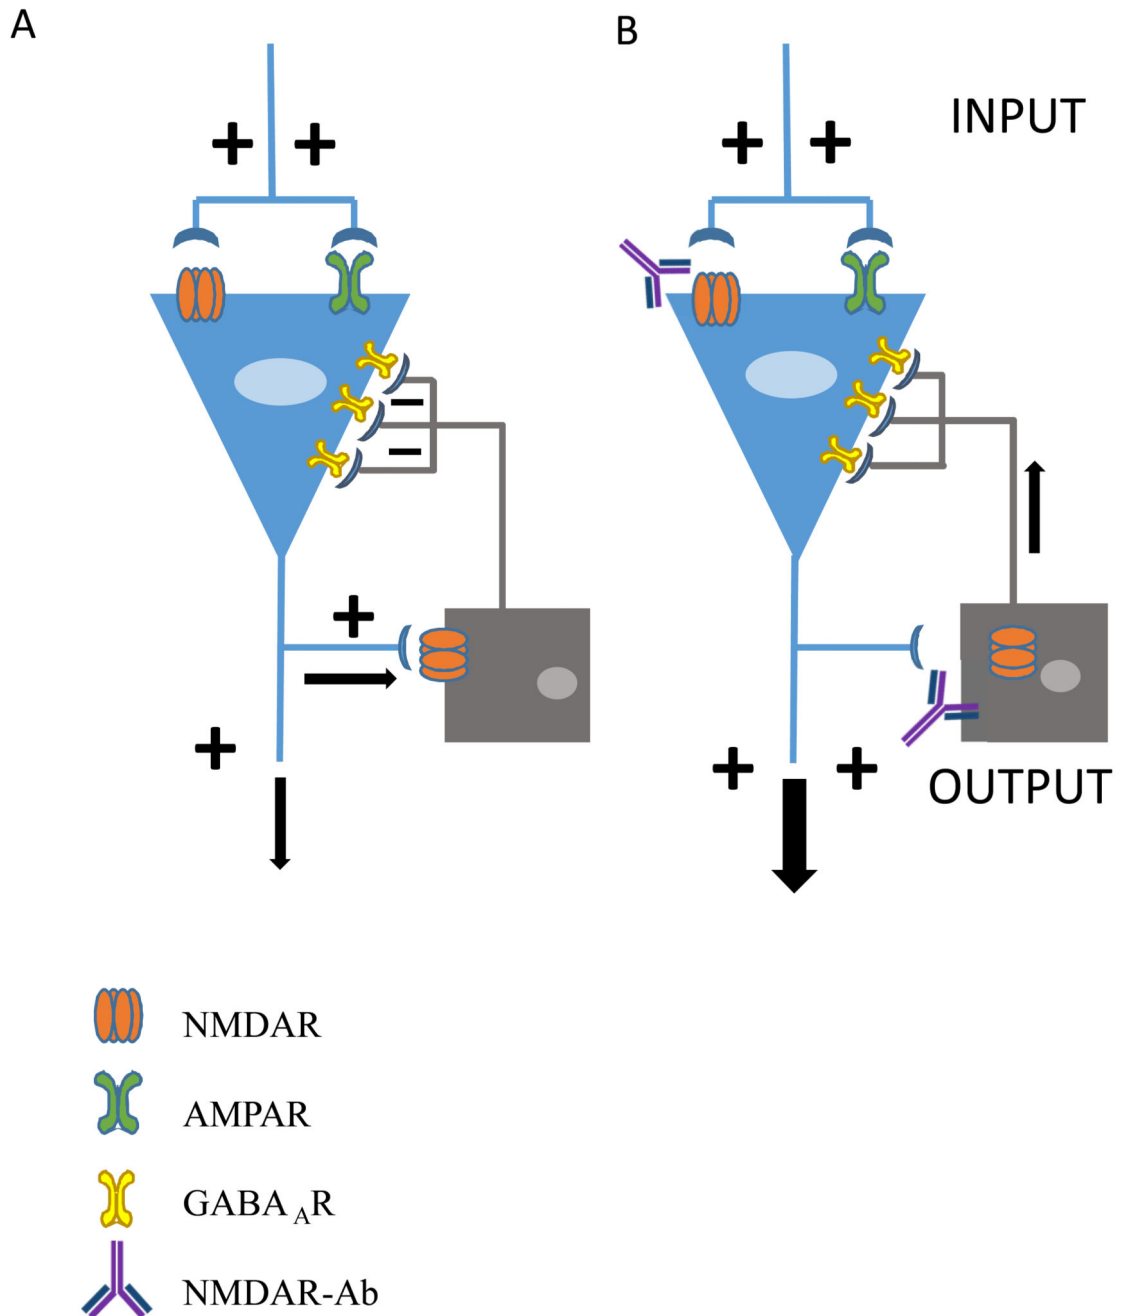 A
B
INPUT
+ +
+ +
− −
+
+
+ +
OUTPUT
NMDAR
AMPAR
GABA AR
NMDAR-Ab